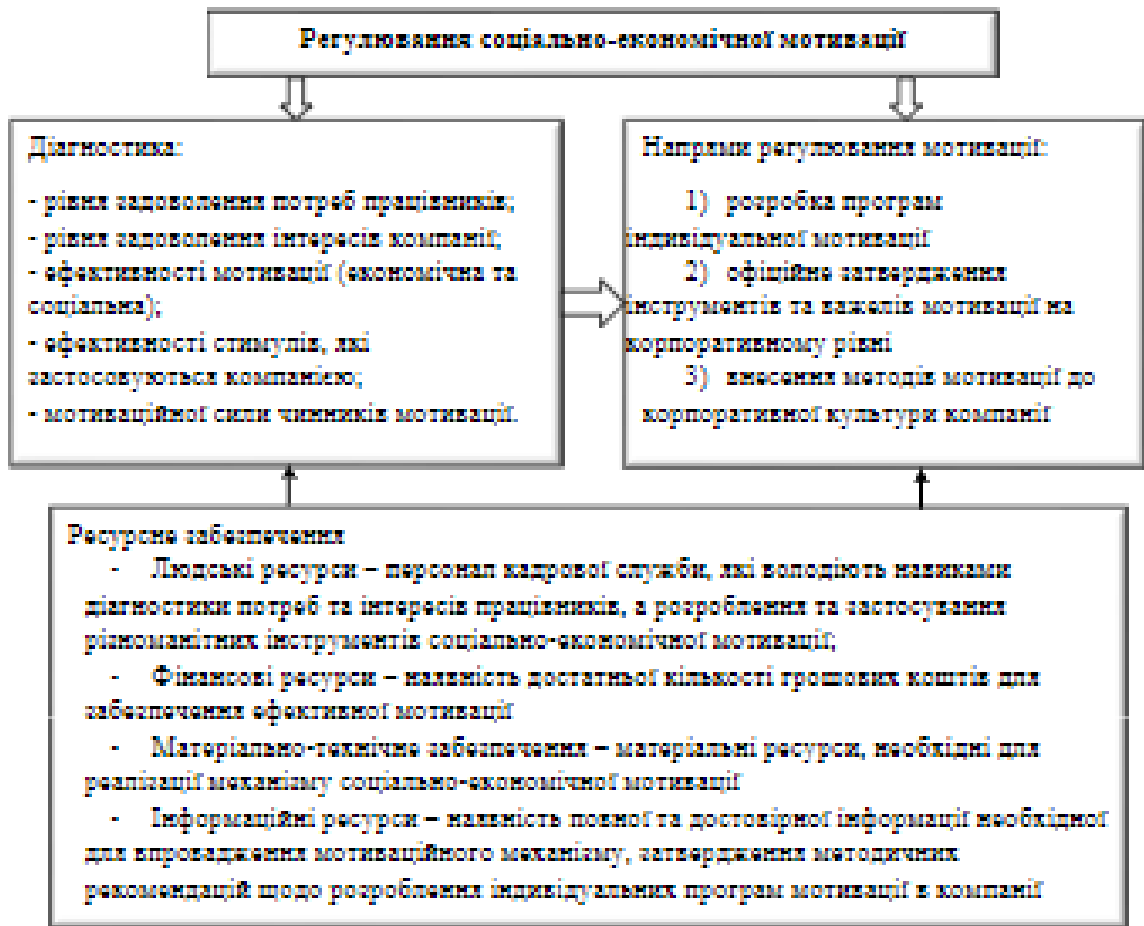 Регулювання соціально-економічної мотивації
Діагностика:
- рівня задоволення потреб працівників;
- рівня задоволення інтересів компанії;
- ефективності мотивації (економічна та
соціальна);
- ефективності стимулів, які
застосовуються компанією;
- мотиваційної сили чинників мотивації.
Напрями регулювання мотивації:
1) розробка програм
індивідуальної мотивації
2) офіційне затвердження
інструментів та важелів мотивації на
корпоративному рівні
3) внесення методів мотивації до
корпоративної культури компанії
Ресурсне забезпечення
- Людські ресурси – персонал кадрової служби, які володіють навиками
діагностики потреб та інтересів працівників, а розроблення та застосування
різноманітних інструментів соціально-економічної мотивації;
- Фінансові ресурси – наявність достатньої кількості грошових коштів для
забезпечення ефективної мотивації
- Матеріально-технічне забезпечення – матеріальні ресурси, необхідні для
реалізації механізму соціально-економічної мотивації
- Інформаційні ресурси – наявність повної та достовірної інформації необхідної
для впровадження мотиваційного механізму, затвердження методичних
рекомендацій щодо розроблення індивідуальних програм мотивації в компанії